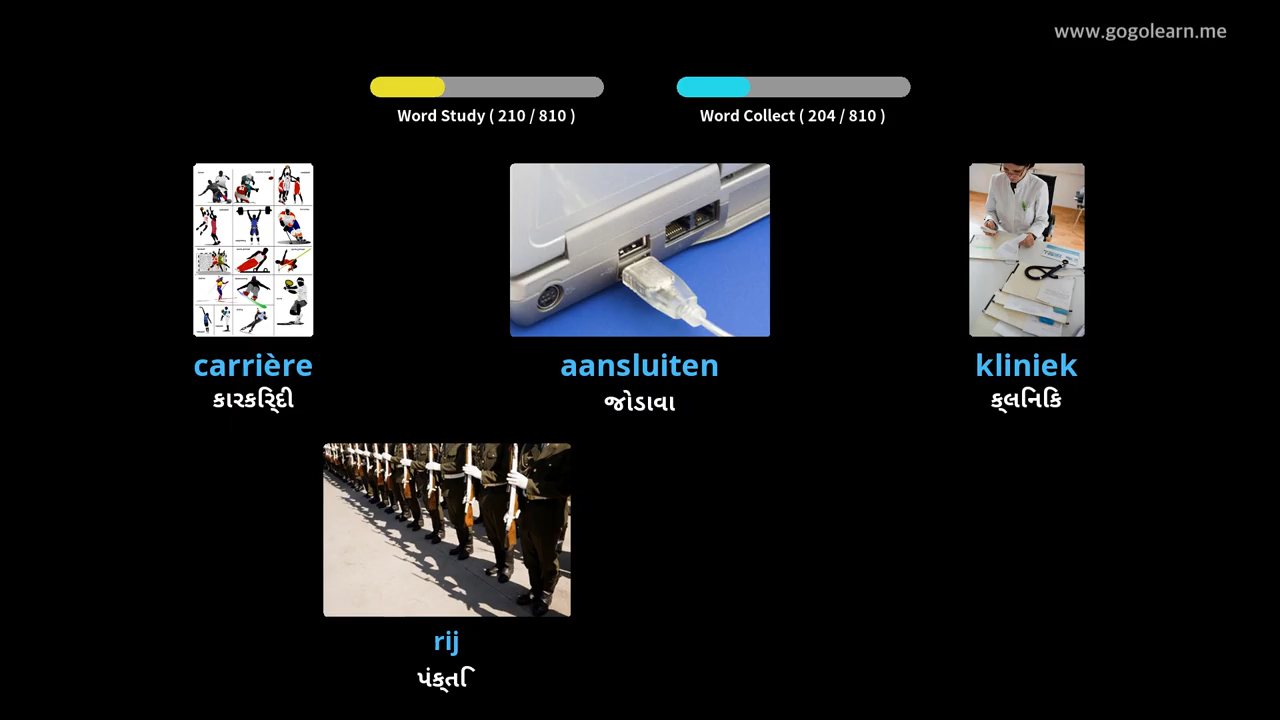 www.gogolearn.me
Word Study ( 210 / 810 )
Word Collect ( 204 / 810 )
carrière
કારકિર્દી
aansluiten
જોડાવા
kliniek
ક્લિનિક
rij
પંક્તિ